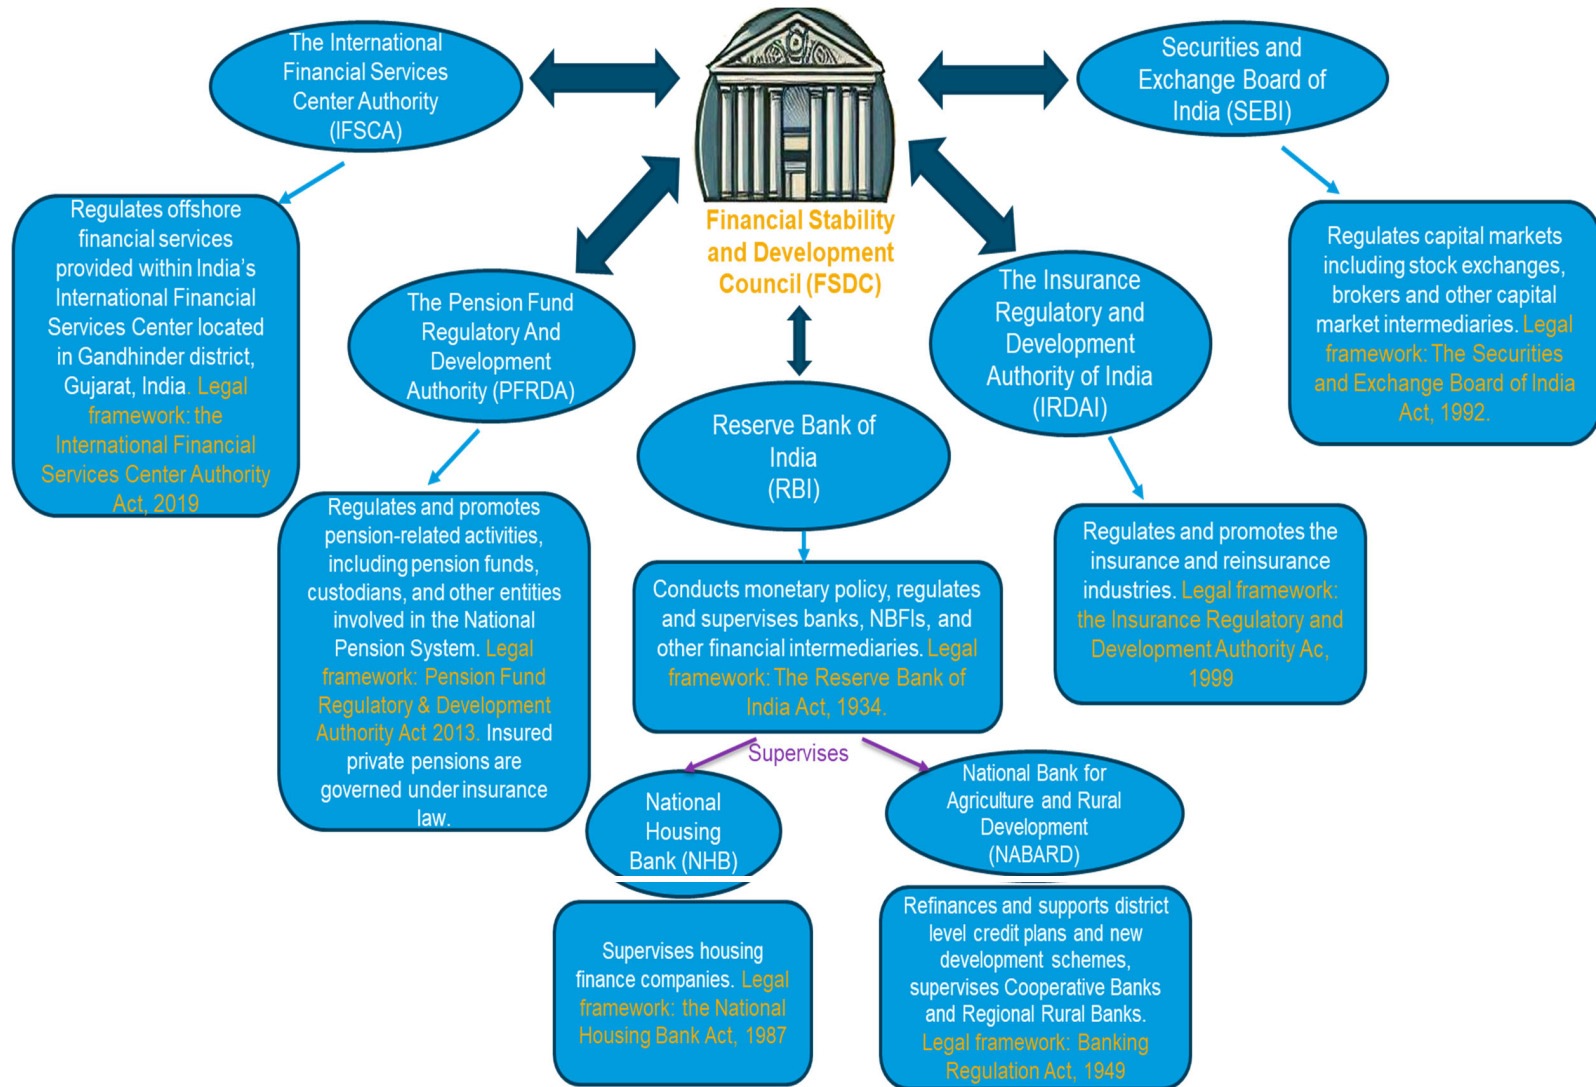 The International
Financial Services
Center Authority
(IFSCA)
Securities and
Exchange Board of
India (SEBI)
Financial Stability
and Development
Council (FSDC)
Regulates offshore
financial services
provided within India's
International Financial
Services Center located
in Gandhinder district,
Gujarat, India. Legal
framework: the
International Financial
Services Center Authority
Act, 2019
The Pension Fund
Regulatory And
Development
Authority (PFRDA)
Regulates and promotes
pension-related activities,
including pension funds,
custodians, and other entities
involved in the National
Pension System. Legal
framework: Pension Fund
Regulatory & Development
Authority Act 2013. Insured
private pensions are
governed under insurance
law.
Reserve Bank of
India
(RBI)
Conducts monetary policy, regulates
and supervises banks, NBFIs, and
other financial intermediaries. Legal
framework: The Reserve Bank of
India Act, 1934.
The Insurance
Regulatory and
Development
Authority of India
(IRDAI)
Regulates and promotes the
insurance and reinsurance
industries. Legal framework:
the Insurance Regulatory and
Development Authority Ac,
1999
Regulates capital markets
including stock exchanges,
brokers and other capital
market intermediaries. Legal
framework: The Securities
and Exchange Board of India
Act, 1992.
Supervises
National
Housing
Bank (NHB)
Supervises housing
finance companies. Legal
framework: the National
Housing Bank Act, 1987
National Bank for
Agriculture and Rural
Development
(NABARD)
Refinances and supports district
level credit plans and new
development schemes,
supervises Cooperative Banks
and Regional Rural Banks.
Legal framework: Banking
Regulation Act, 1949